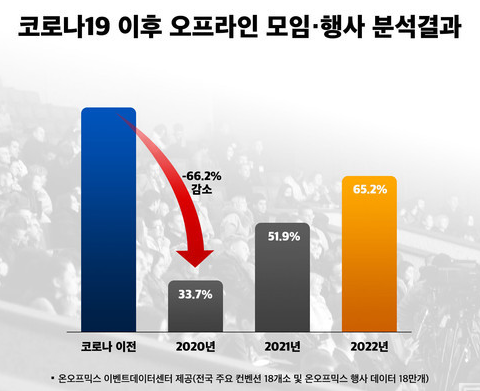 코로나19 이후 오프라인 모임·행사 분석결과
-66.2%
감소
33.7%
51.9%
65.2%
코로나 이전
2020년
2021년
2022년
* 온오프믹스 이벤트데이터센터 제공(전국 주요 컨벤션 18개소 및 온오프믹스 행사 데이터 18만개)